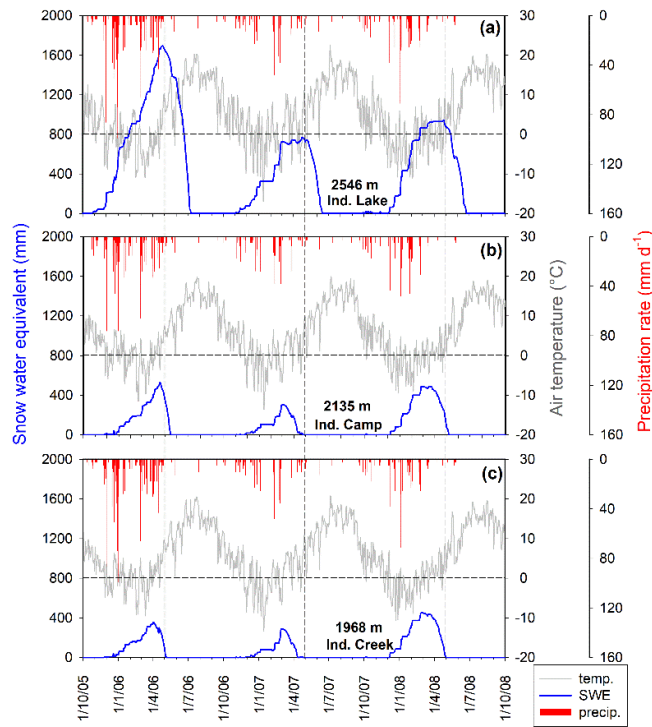 2000 30 0
(a)
1600 20 40
1200 10
800 0 80
400 -10 120
2546 m
Ind. Lake
0 -20 160
2000 30 0
(b)
1600 20 40
1200 10
800 0 80
400 -10 120
2135 m
Ind. Camp
0 -20 160
2000 30 0
(c)
1600 20 40
1200 10
800 0 80
400 -10 120
1968 m
Ind. Creek
0 -20 160
Snow water equivalent (mm)
Air temperature (°C)
Precipitation rate (mm d⁻¹)
1/10/05 1/1/06 1/4/06 1/7/06 1/10/06 1/1/07 1/4/07 1/7/07 1/10/07 1/1/08 1/4/08 1/7/08 1/10/08
temp.
SWE
precip.